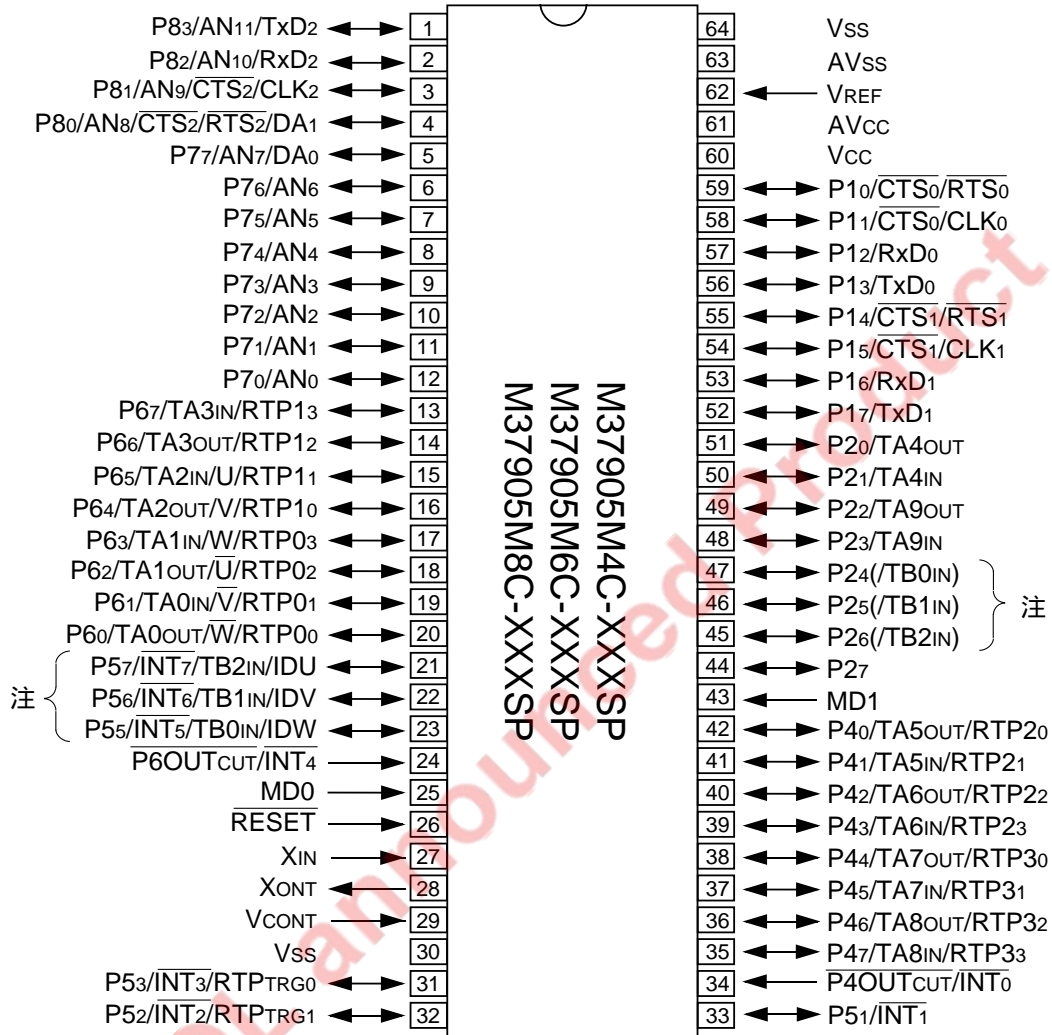 P83/AN11/TxD2 1
P82/AN10/RxD2 2
P81/AN9/CTS2/CLK2 3
P80/AN8/CTS2/RTS2/DA1 4
P77/AN7/DA0 5
P76/AN6 6
P75/AN5 7
P74/AN4 8
P73/AN3 9
P72/AN2 10
P71/AN1 11
P70/AN0 12
P67/TA3IN/RTP13 13
P66/TA3OUT/RTP12 14
P65/TA2IN/U/RTP11 15
P64/TA2OUT/V/RTP10 16
P63/TA1IN/W/RTP03 17
P62/TA1OUT/U/RTP02 18
P61/TA0IN/V/RTP01 19
P60/TA0OUT/W/RTP00 20
注
P57/INT7/TB2IN/IDU 21
P56/INT6/TB1IN/IDV 22
P55/INT5/TB0IN/IDW 23
P6OUTCUT/INT4 24
MD0 25
RESET 26
XIN 27
XONT 28
VCONT 29
VSS 30
P53/INT3/RTPTRG0 31
P52/INT2/RTPTRG1 32
M37905M4C-XXXSP
M37905M6C-XXXSP
M37905M8C-XXXSP
64 VSS
63 AVSS
62 VREF
61 AVCC
60 VCC
59 P10/CTS0/RTS0
58 P11/CTS0/CLK0
57 P12/RxD0
56 P13/TxD0
55 P14/CTS1/RTS1
54 P15/CTS1/CLK1
53 P16/RxD1
52 P17/TxD1
51 P20/TA4OUT
50 P21/TA4IN
49 P22/TA9OUT
48 P23/TA9IN
47 P24(/TB0IN)
46 P25(/TB1IN)
45 P26(/TB2IN)
注
44 P27
43 MD1
42 P40/TA5OUT/RTP20
41 P41/TA5IN/RTP21
40 P42/TA6OUT/RTP22
39 P43/TA6IN/RTP23
38 P44/TA7OUT/RTP30
37 P45/TA7IN/RTP31
36 P46/TA8OUT/RTP32
35 P47/TA8IN/RTP33
34 P4OUTCUT/INT0
33 P51/INT1
OL announced Product